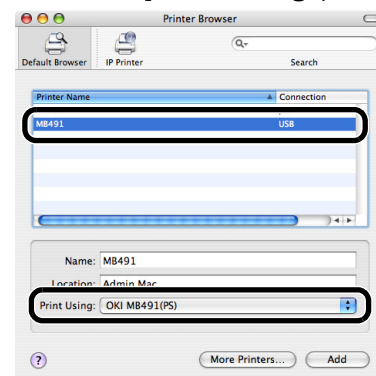 Printer Browser
Default Browser IP Printer Search
Printer Name Connection
MB491 USB
Name: MB491
Location: Admin Mac
Print Using: OKI MB491(PS)
? More Printers... Add